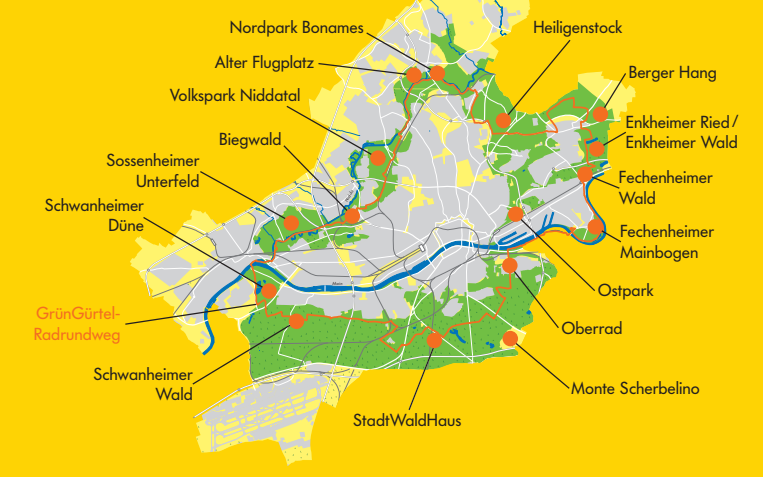 Nordpark Bonames
Heiligenstock
Alter Flugplatz
Berger Hang
Volkspark Niddatal
Enkheimer Ried /
Enkheimer Wald
Biegwald
Sossenheimer
Unterfeld
Fechenheimer
Wald
Schwanheimer
Düne
Fechenheimer
Mainbogen
Ostpark
GrünGürtel-
Radrundweg
Oberrad
Schwanheimer
Wald
Monte Scherbelino
StadtWaldHaus
Main